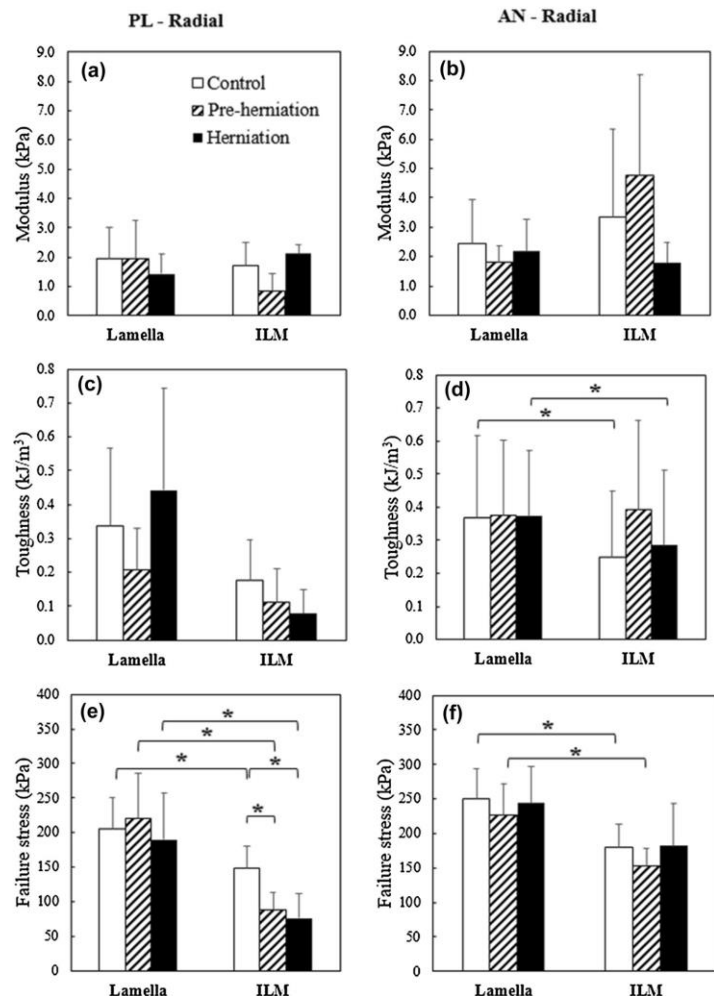 PL - Radial
AN - Radial
(a)
Modulus (kPa)
9.0
8.0
7.0
6.0
5.0
4.0
3.0
2.0
1.0
0.0
Control
Pre-herniation
Herniation
Lamella ILM
(b)
Modulus (kPa)
9.0
8.0
7.0
6.0
5.0
4.0
3.0
2.0
1.0
0.0
Lamella ILM
(c)
Toughness (kJ/m³)
0.8
0.7
0.6
0.5
0.4
0.3
0.2
0.1
0.0
Lamella ILM
(d)
Toughness (kJ/m³)
0.8
0.7
0.6
0.5
0.4
0.3
0.2
0.1
0.0
*
*
Lamella ILM
(e)
Failure stress (kPa)
400
350
300
250
200
150
100
50
0
*
*
*
*
*
Lamella ILM
(f)
Failure stress (kPa)
400
350
300
250
200
150
100
50
0
*
*
Lamella ILM